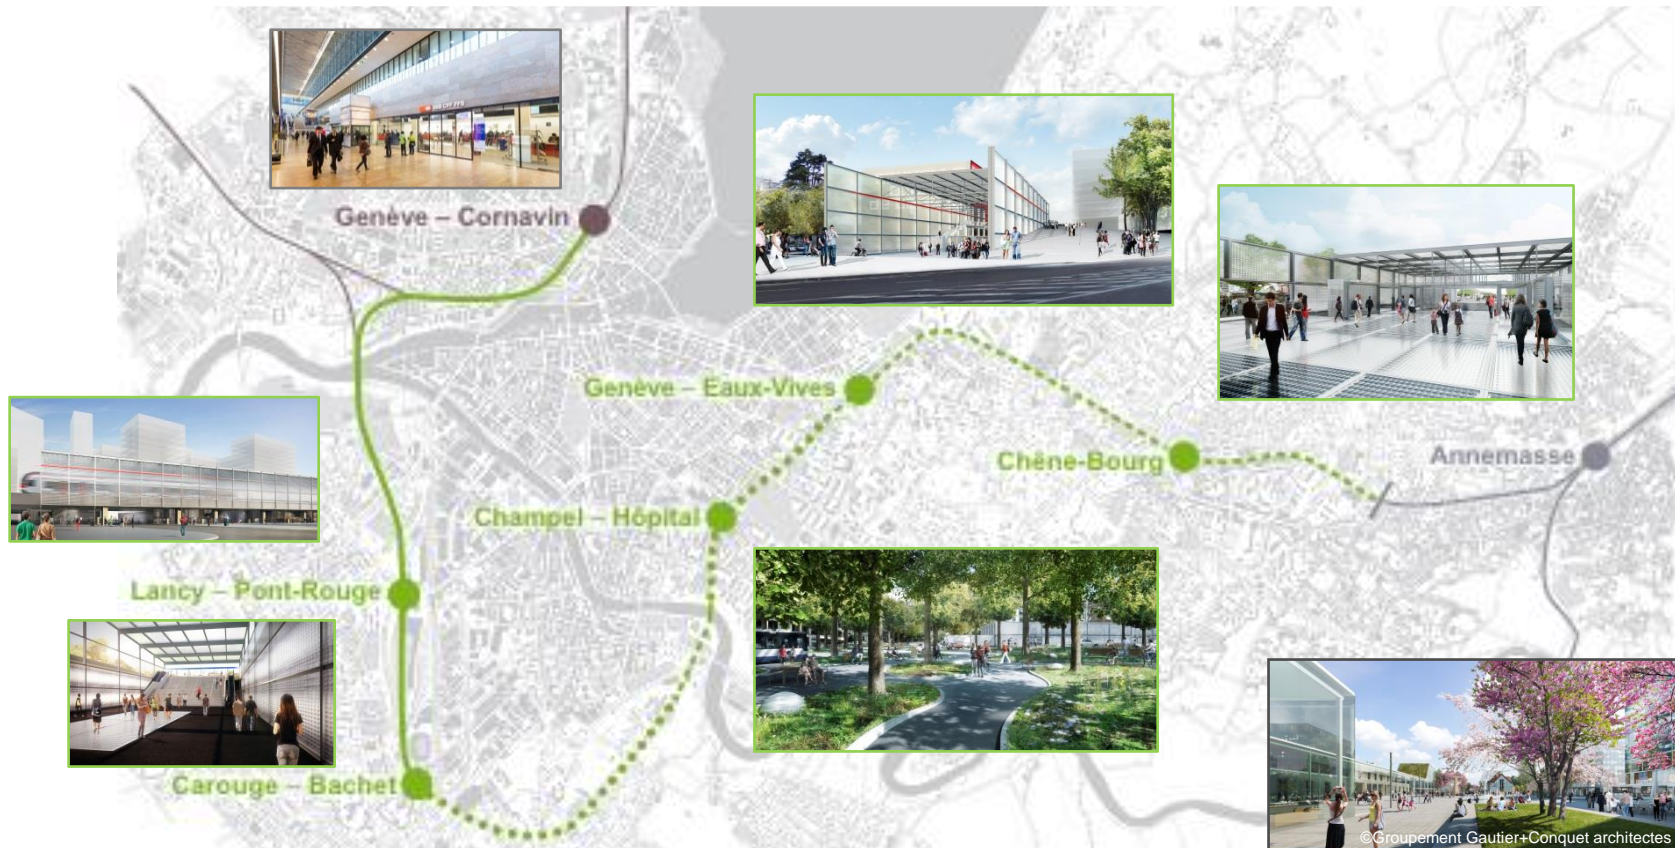 Genève – Cornavin
Genève – Eaux-Vives
Chêne-Bourg
Annemasse
Champel – Hôpital
Lancy – Pont-Rouge
Carouge – Bachet
©Groupement Gautier+Conquet architectes